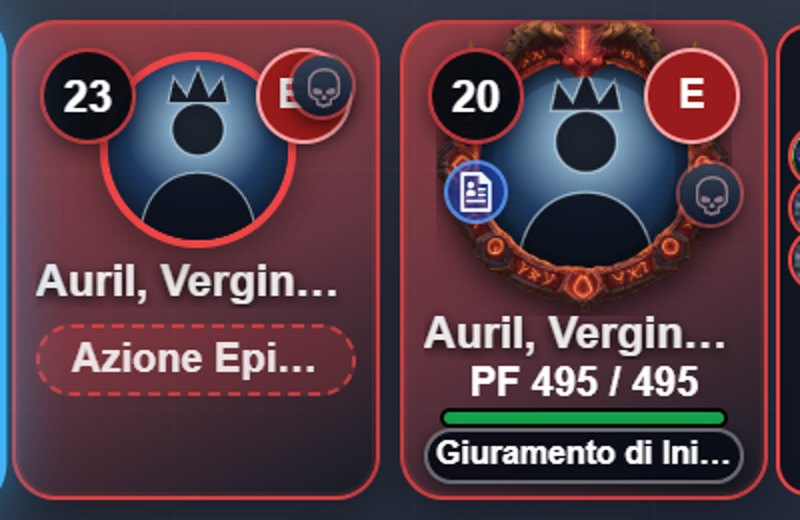 23
E
Auril, Vergin...
Azione Epi...
20
E
Auril, Vergin...
PF 495 / 495
Giuramento di Ini...